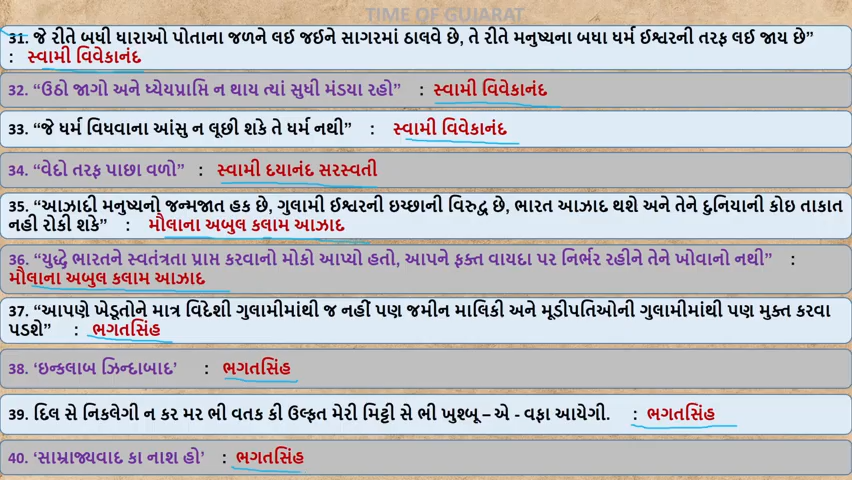 TIME OF GUJARAT
31. જે રીતે બધી ધારાઓ પોતાના જળને લઈ જઈને સાગરમાં ઠાલવે છે, તે રીતે મનુષ્યના બધા ધર્મ ઈશ્વરની તરફ લઈ જાય છે”
: સ્વામી વિવેકાનંદ
32. “ઉઠો જાગો અને ધ્યેયપ્રાપ્તિ ન થાય ત્યાં સુધી મંડયા રહો” : સ્વામી વિવેકાનંદ
33. “જે ધર્મ વિધવાના આંસુ ન લૂછી શકે તે ધર્મ નથી” : સ્વામી વિવેકાનંદ
34. “વેદો તરફ પાછા વળો” : સ્વામી દયાનંદ સરસ્વતી
35. “આઝાદી મનુષ્યનો જન્મજાત હક છે, ગુલામી ઈશ્વરની ઇચ્છાની વિરુદ્ધ છે, ભારત આઝાદ થશે અને તેને દુનિયાની કોઇ તાકાત
નહી રોકી શકે” : મૌલાના અબુલ કલામ આઝાદ
36. “યુદ્ધે ભારતને સ્વતંત્રતા પ્રાપ્ત કરવાનો મોકો આપ્યો હતો, આપને ફક્ત વાયદા પર નિર્ભર રહીને તેને ખોવાનો નથી” :
મૌલાના અબુલ કલામ આઝાદ
37. “આપણે ખેડૂતોને માત્ર વિદેશી ગુલામીમાંથી જ નહીં પણ જમીન માલિકી અને મૂડીપતિઓની ગુલામીમાંથી પણ મુક્ત કરવા
પડશે” : ભગતસિંહ
38. ‘ઇન્કલાબ ઝિન્દાબાદ’ : ભગતસિંહ
39. દિલ સે નિકલેગી ન કર મર ભી વતક કી ઉલ્ફત મેરી મિટ્ટી સે ભી ખુશ્બૂ – એ - વફા આયેગી. : ભગતસિંહ
40. ‘સામ્રાજ્યવાદ કા નાશ હો’ : ભગતસિંહ